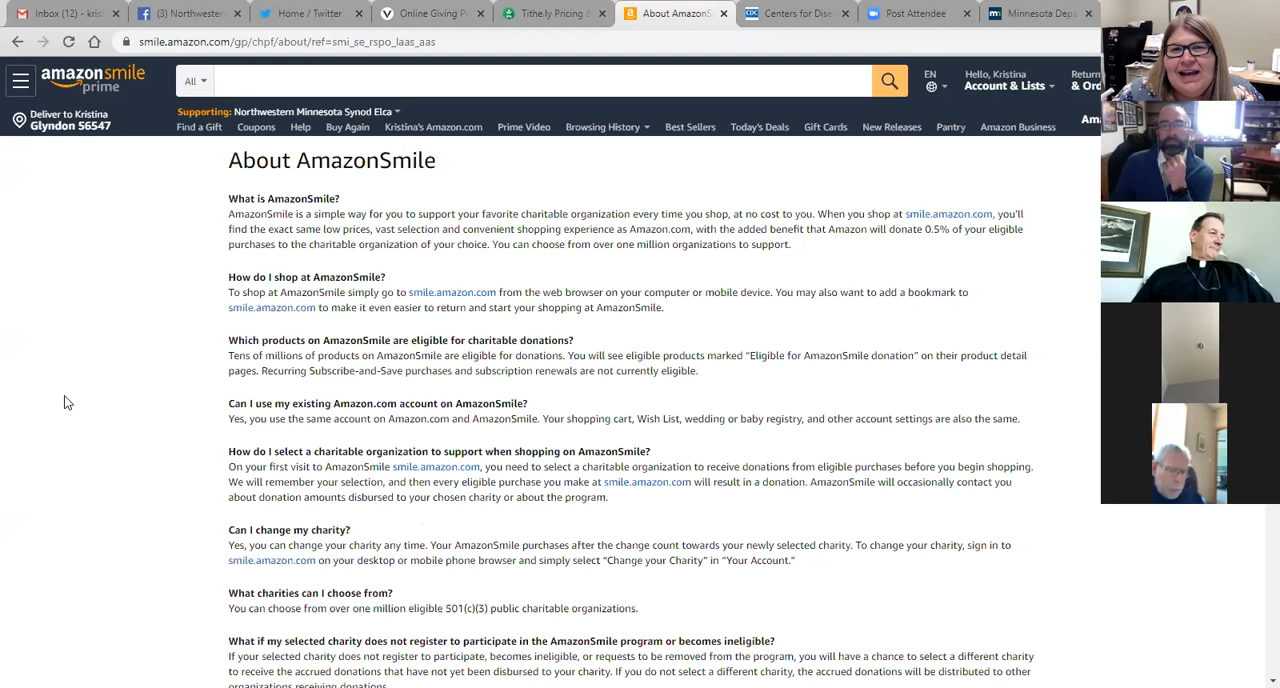 Inbox (12) - kris
(3) Northwester
Home / Twitter
Online Giving P
Tithe.ly Pricing &
About AmazonS
Centers for Dise
Post Attendee
Minnesota Depa
smile.amazon.com/gp/chpf/about/ref=smi_se_rspo_laas_aas
amazonsmile
prime
All
EN
Hello, Kristina
Account & Lists
Return
& Ord
Deliver to Kristina
Glyndon 56547
Supporting: Northwestern Minnesota Synod Elca
Find a Gift Coupons Help Buy Again Kristina's Amazon.com Prime Video Browsing History Best Sellers Today's Deals Gift Cards New Releases Pantry Amazon Business
Ama
About AmazonSmile
What is AmazonSmile?
AmazonSmile is a simple way for you to support your favorite charitable organization every time you shop, at no cost to you. When you shop at smile.amazon.com, you'll
find the exact same low prices, vast selection and convenient shopping experience as Amazon.com, with the added benefit that Amazon will donate 0.5% of your eligible
purchases to the charitable organization of your choice. You can choose from over one million organizations to support.
How do I shop at AmazonSmile?
To shop at AmazonSmile simply go to smile.amazon.com from the web browser on your computer or mobile device. You may also want to add a bookmark to
smile.amazon.com to make it even easier to return and start your shopping at AmazonSmile.
Which products on AmazonSmile are eligible for charitable donations?
Tens of millions of products on AmazonSmile are eligible for donations. You will see eligible products marked “Eligible for AmazonSmile donation” on their product detail
pages. Recurring Subscribe-and-Save purchases and subscription renewals are not currently eligible.
Can I use my existing Amazon.com account on AmazonSmile?
Yes, you use the same account on Amazon.com and AmazonSmile. Your shopping cart, Wish List, wedding or baby registry, and other account settings are also the same.
How do I select a charitable organization to support when shopping on AmazonSmile?
On your first visit to AmazonSmile smile.amazon.com, you need to select a charitable organization to receive donations from eligible purchases before you begin shopping.
We will remember your selection, and then every eligible purchase you make at smile.amazon.com will result in a donation. AmazonSmile will occasionally contact you
about donation amounts disbursed to your chosen charity or about the program.
Can I change my charity?
Yes, you can change your charity any time. Your AmazonSmile purchases after the change count towards your newly selected charity. To change your charity, sign in to
smile.amazon.com on your desktop or mobile phone browser and simply select “Change your Charity” in “Your Account.”
What charities can I choose from?
You can choose from over one million eligible 501(c)(3) public charitable organizations.
What if my selected charity does not register to participate in the AmazonSmile program or becomes ineligible?
If your selected charity does not register to participate, becomes ineligible, or requests to be removed from the program, you will have a chance to select a different charity
to receive the accrued donations that have not yet been disbursed to your charity. If you do not select a different charity, the accrued donations will be distributed to other
organizations receiving donations.